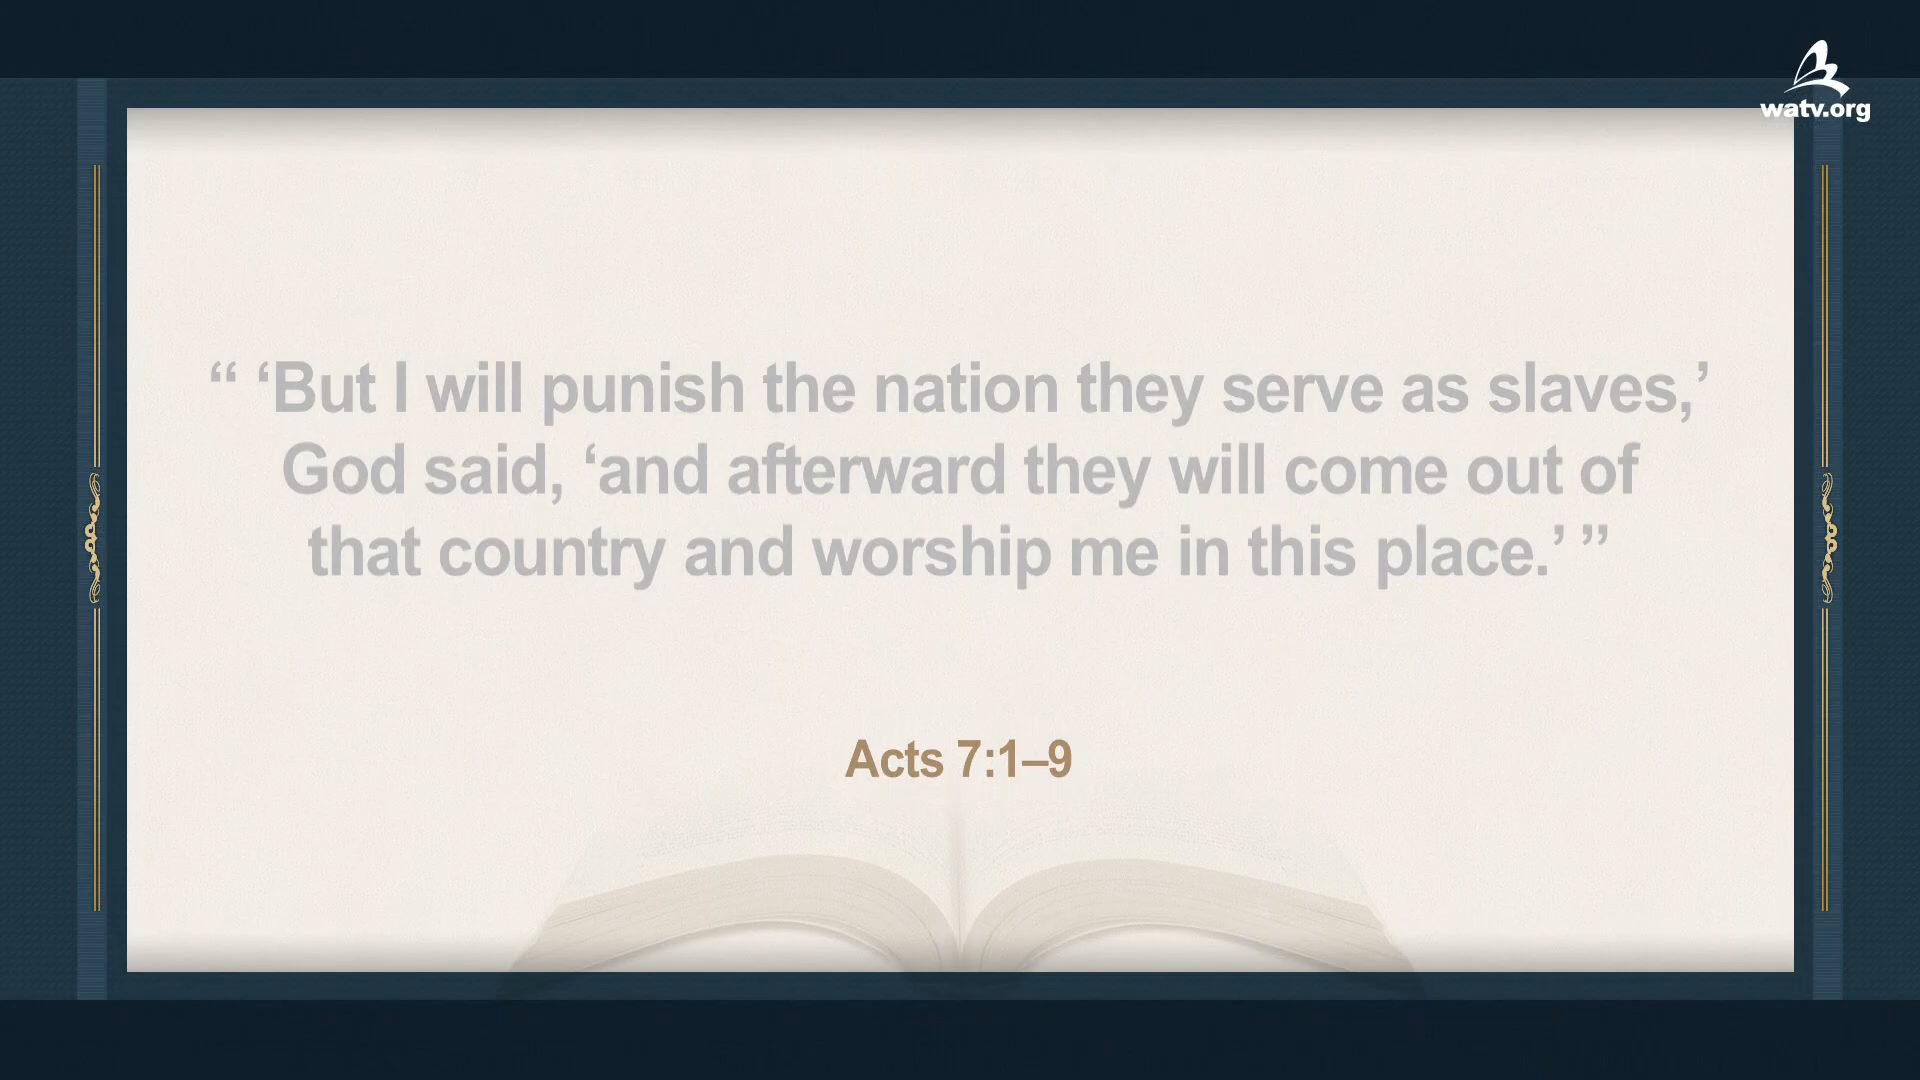 watv.org
“ ‘But I will punish the nation they serve as slaves,’
God said, ‘and afterward they will come out of
that country and worship me in this place.’ ”
Acts 7:1–9